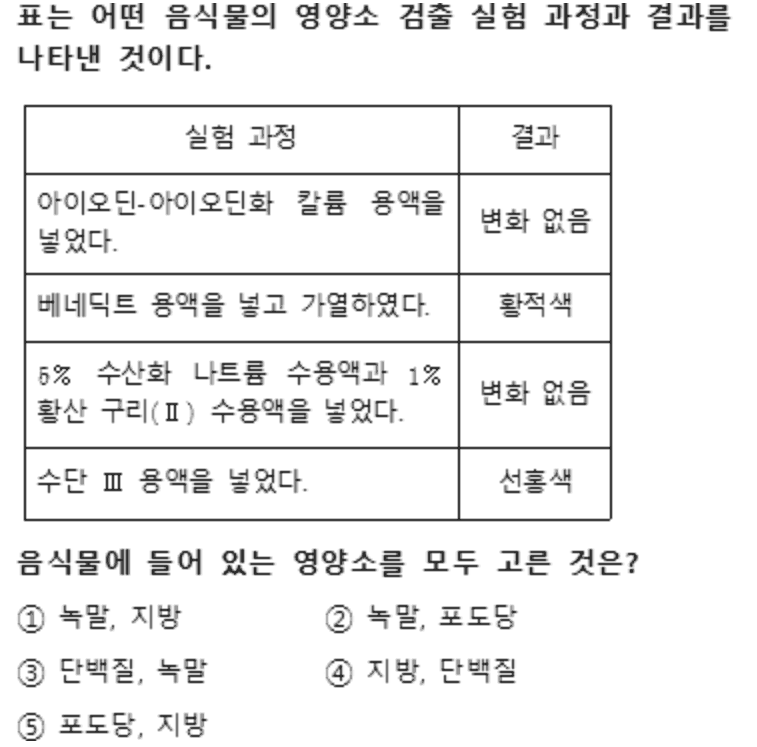 표는 어떤 음식물의 영양소 검출 실험 과정과 결과를
나타낸 것이다.
실험 과정
결과
아이오딘-아이오딘화 칼륨 용액을
넣었다.
변화 없음
베네딕트 용액을 넣고 가열하였다.
황적색
5% 수산화 나트륨 수용액과 1%
황산 구리(Ⅱ) 수용액을 넣었다.
변화 없음
수단 Ⅲ 용액을 넣었다.
선홍색
음식물에 들어 있는 영양소를 모두 고른 것은?
① 녹말, 지방
② 녹말, 포도당
③ 단백질, 녹말
④ 지방, 단백질
⑤ 포도당, 지방